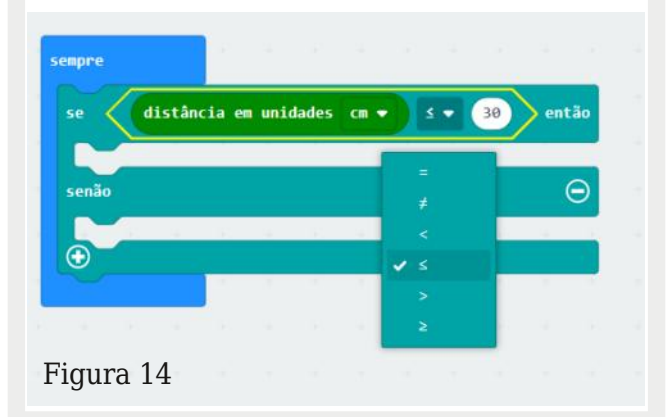 sempre
se distância em unidades cm ≤ 30 então
=
senão
≠
<
≤
>
≥
Figura 14